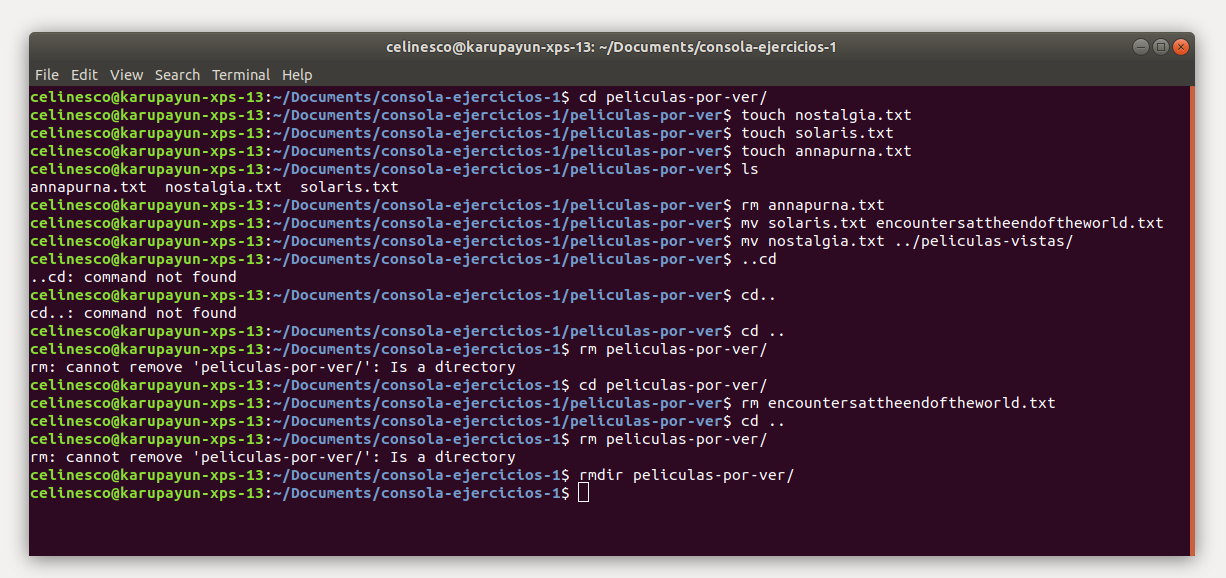 celinesco@karupayun-xps-13: ~/Documents/consola-ejercicios-1
File Edit View Search Terminal Help
celinesco@karupayun-xps-13:~/Documents/consola-ejercicios-1$ cd peliculas-por-ver/
celinesco@karupayun-xps-13:~/Documents/consola-ejercicios-1/peliculas-por-ver$ touch nostalgia.txt
celinesco@karupayun-xps-13:~/Documents/consola-ejercicios-1/peliculas-por-ver$ touch solaris.txt
celinesco@karupayun-xps-13:~/Documents/consola-ejercicios-1/peliculas-por-ver$ touch annapurna.txt
celinesco@karupayun-xps-13:~/Documents/consola-ejercicios-1/peliculas-por-ver$ ls
annapurna.txt  nostalgia.txt  solaris.txt
celinesco@karupayun-xps-13:~/Documents/consola-ejercicios-1/peliculas-por-ver$ rm annapurna.txt
celinesco@karupayun-xps-13:~/Documents/consola-ejercicios-1/peliculas-por-ver$ mv solaris.txt encountersattheendoftheworld.txt
celinesco@karupayun-xps-13:~/Documents/consola-ejercicios-1/peliculas-por-ver$ mv nostalgia.txt ../peliculas-vistas/
celinesco@karupayun-xps-13:~/Documents/consola-ejercicios-1/peliculas-por-ver$ ..cd
..cd: command not found
celinesco@karupayun-xps-13:~/Documents/consola-ejercicios-1/peliculas-por-ver$ cd..
cd..: command not found
celinesco@karupayun-xps-13:~/Documents/consola-ejercicios-1/peliculas-por-ver$ cd ..
celinesco@karupayun-xps-13:~/Documents/consola-ejercicios-1$ rm peliculas-por-ver/
rm: cannot remove 'peliculas-por-ver/': Is a directory
celinesco@karupayun-xps-13:~/Documents/consola-ejercicios-1$ cd peliculas-por-ver/
celinesco@karupayun-xps-13:~/Documents/consola-ejercicios-1/peliculas-por-ver$ rm encountersattheendoftheworld.txt
celinesco@karupayun-xps-13:~/Documents/consola-ejercicios-1/peliculas-por-ver$ cd ..
celinesco@karupayun-xps-13:~/Documents/consola-ejercicios-1$ rm peliculas-por-ver/
rm: cannot remove 'peliculas-por-ver/': Is a directory
celinesco@karupayun-xps-13:~/Documents/consola-ejercicios-1$ rmdir peliculas-por-ver/
celinesco@karupayun-xps-13:~/Documents/consola-ejercicios-1$